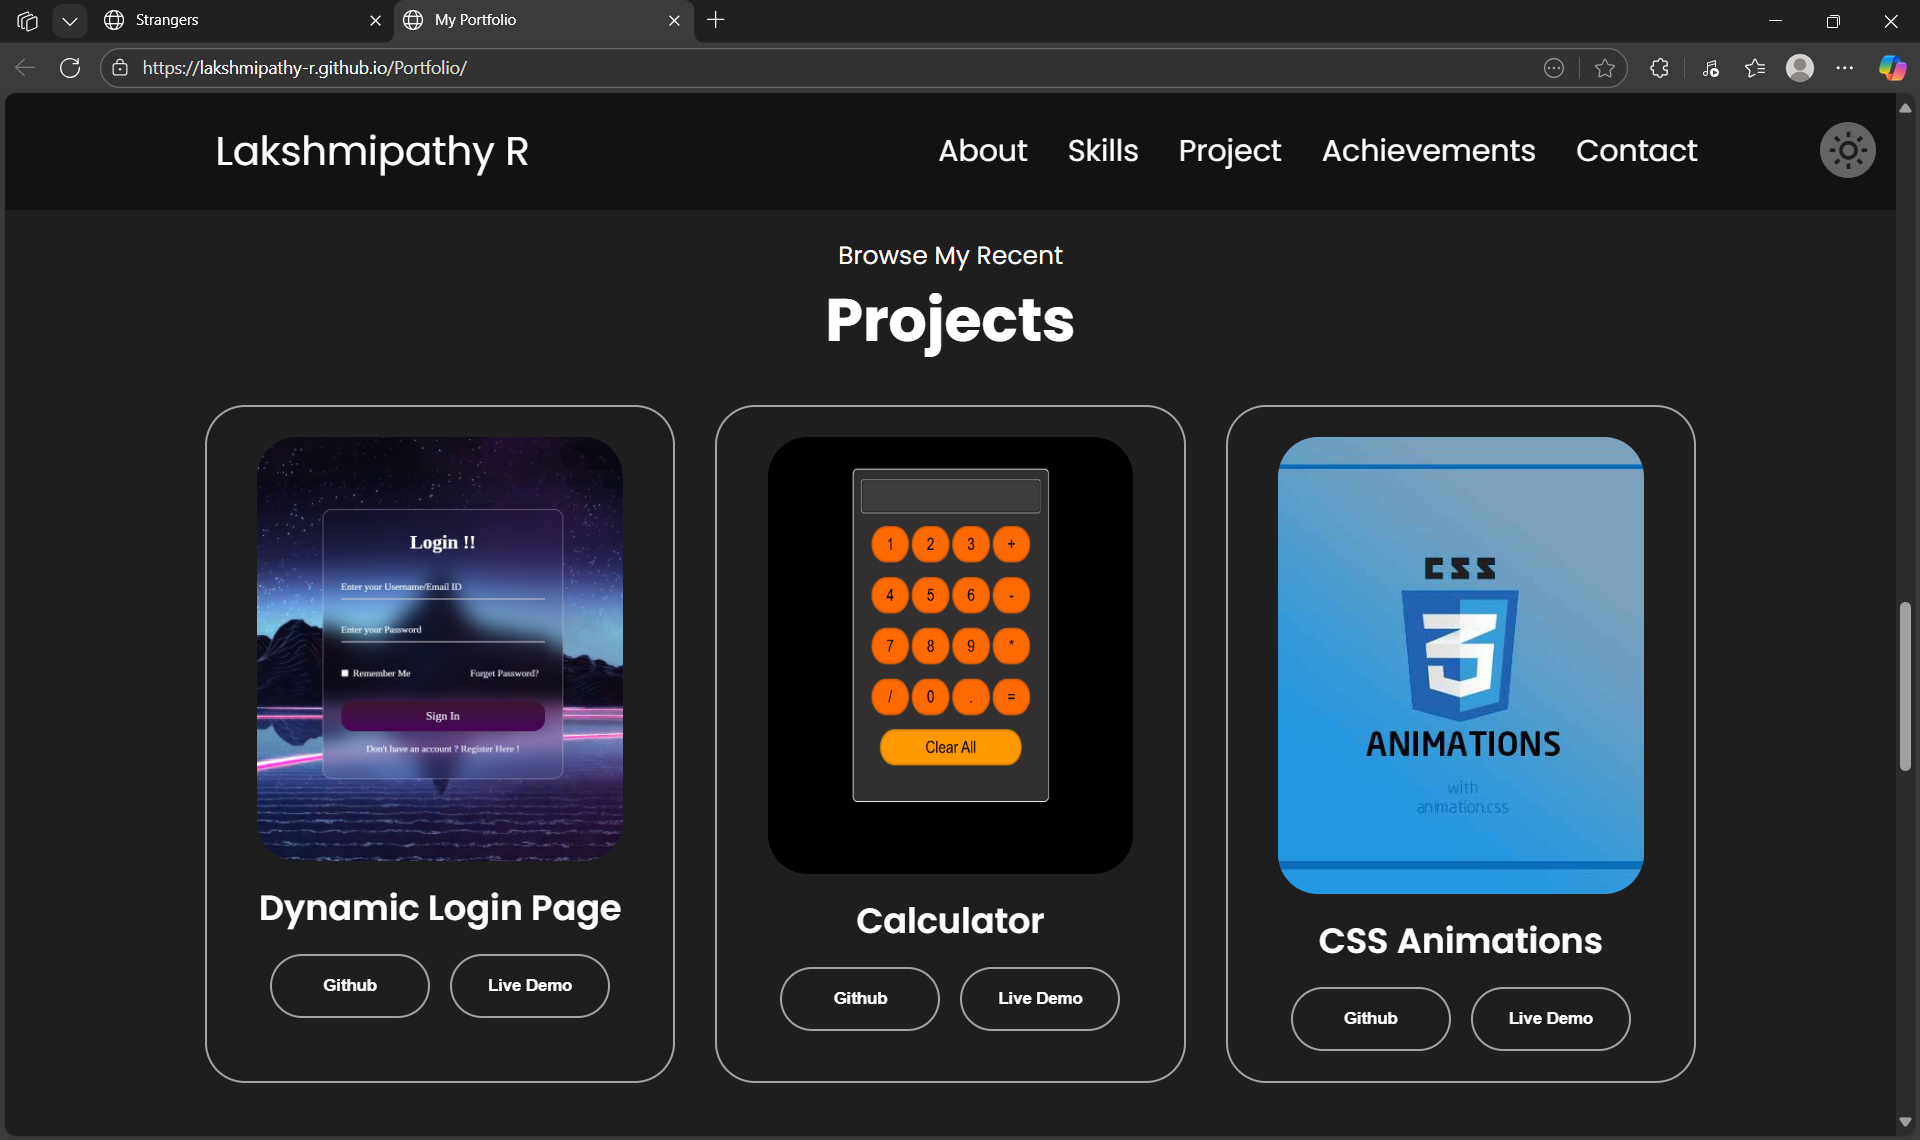 Strangers
My Portfolio
https://lakshmipathy-r.github.io/Portfolio/
Lakshmipathy R
About
Skills
Project
Achievements
Contact
Browse My Recent
Projects
Login !!
Enter your Username/Email ID
Enter your Password
Remember Me
Forget Password?
Sign In
Don't have an account ? Register Here !
Dynamic Login Page
Github
Live Demo
1 2 3 +
4 5 6 -
7 8 9 *
/ 0 . =
Clear All
Calculator
Github
Live Demo
CSS
3
ANIMATIONS
with
animation.css
CSS Animations
Github
Live Demo